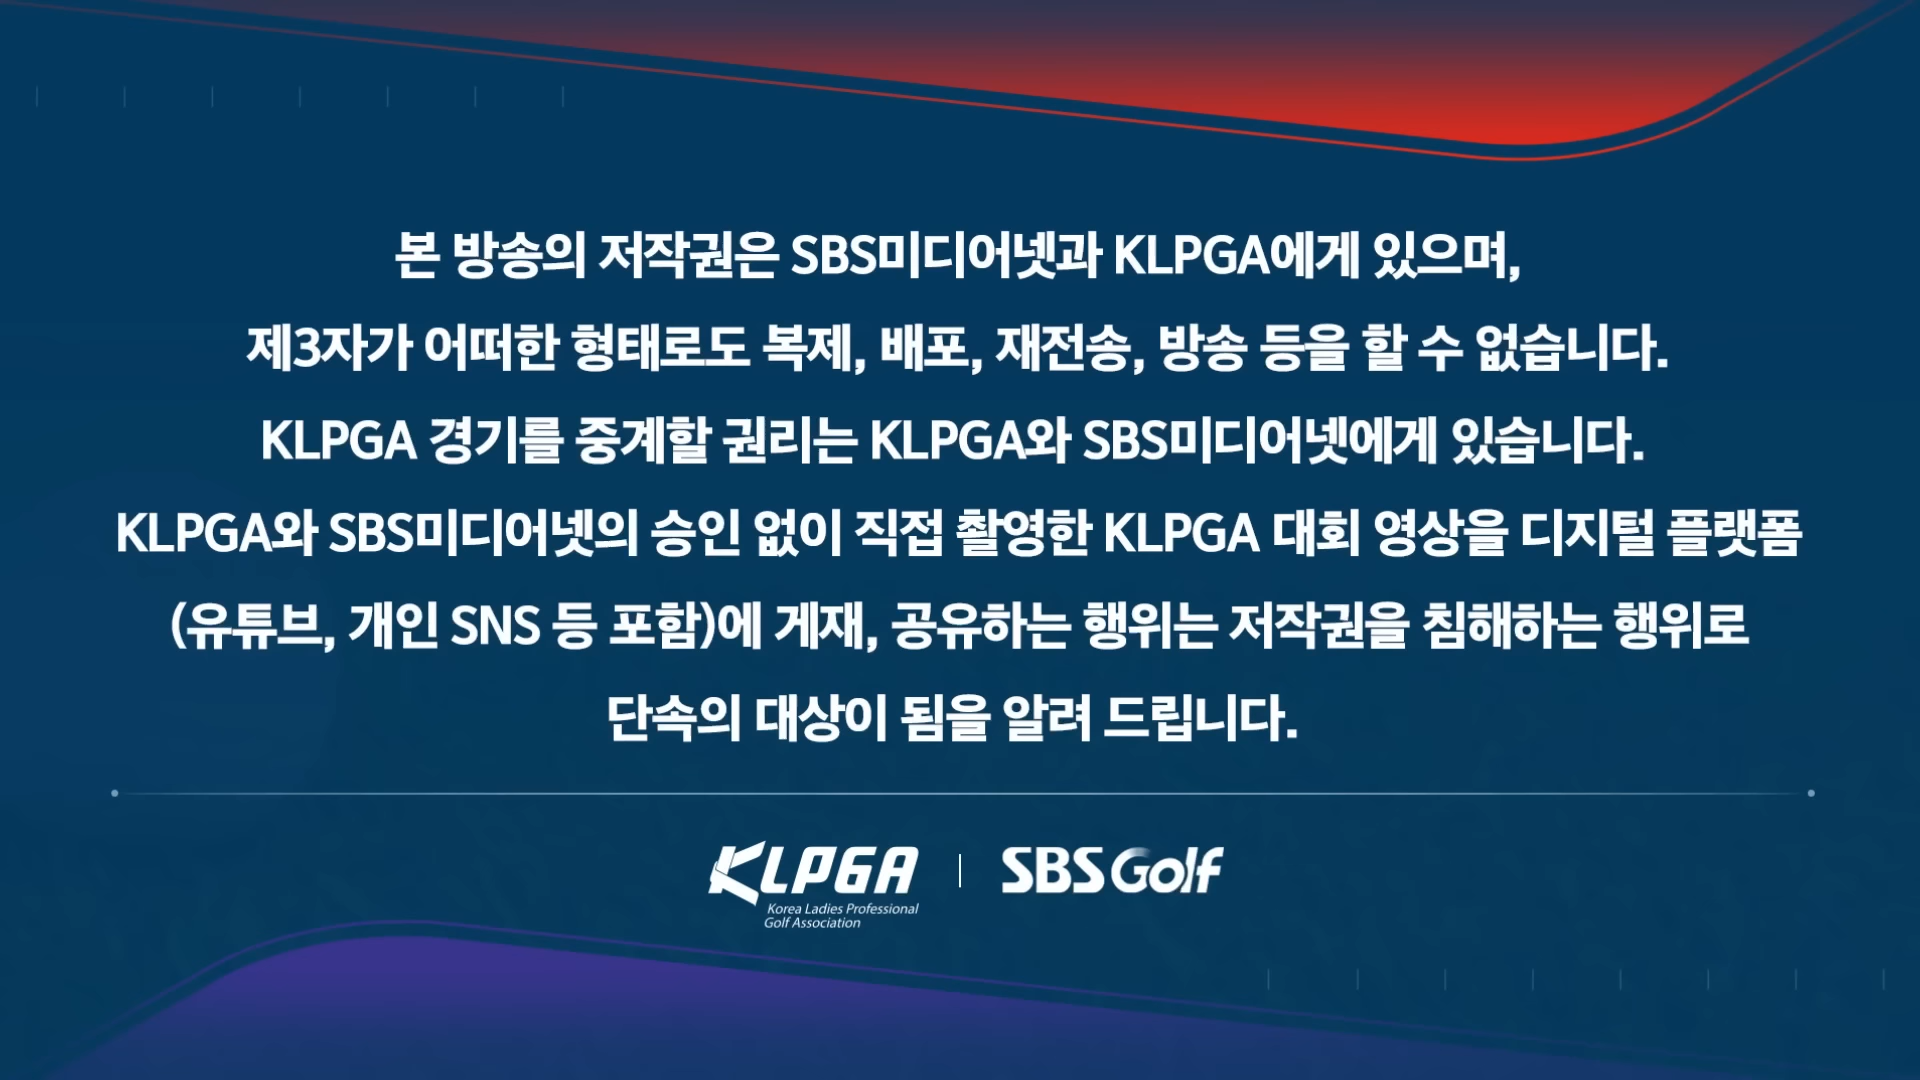 본 방송의 저작권은 SBS미디어넷과 KLPGA에게 있으며,
제3자가 어떠한 형태로도 복제, 배포, 재전송, 방송 등을 할 수 없습니다.
KLPGA 경기를 중계할 권리는 KLPGA와 SBS미디어넷에게 있습니다.
KLPGA와 SBS미디어넷의 승인 없이 직접 촬영한 KLPGA 대회 영상을 디지털 플랫폼
(유튜브, 개인 SNS 등 포함)에 게재, 공유하는 행위는 저작권을 침해하는 행위로
단속의 대상이 됨을 알려 드립니다.
KLPGA | SBS Golf
Korea Ladies Professional
Golf Association